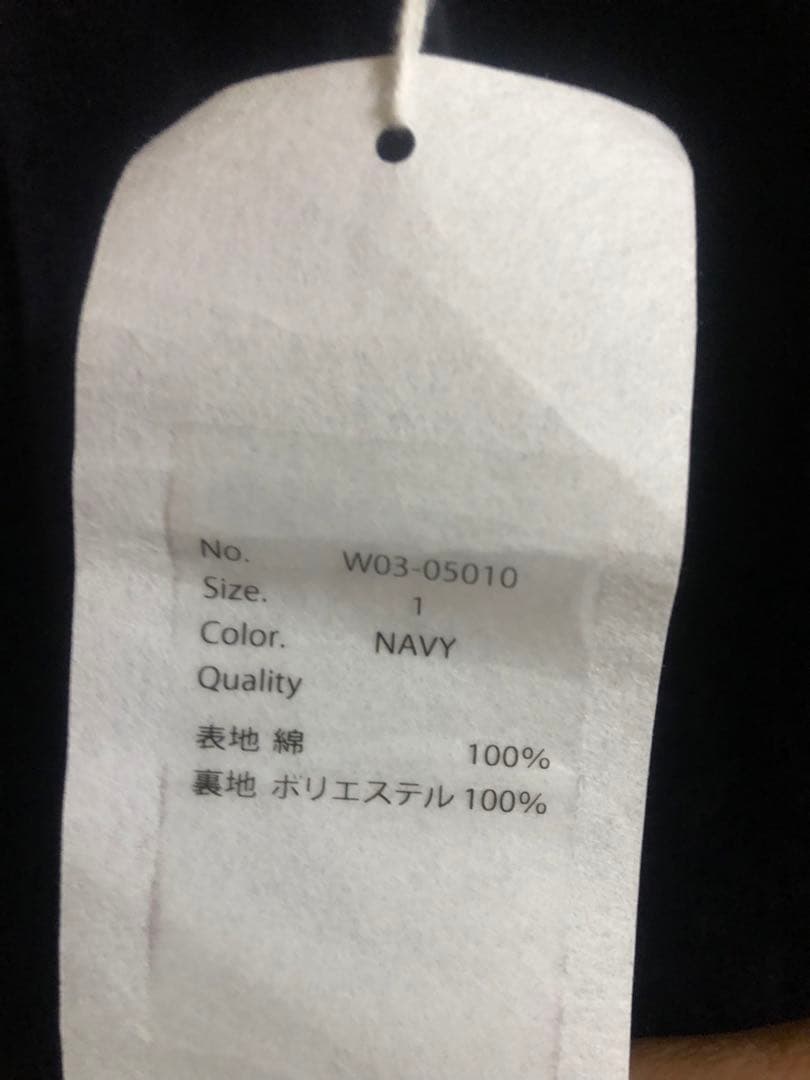 No. W03-05010
Size. 1
Color. NAVY
Quality
表地 綿 100%
裏地 ポリエステル 100%